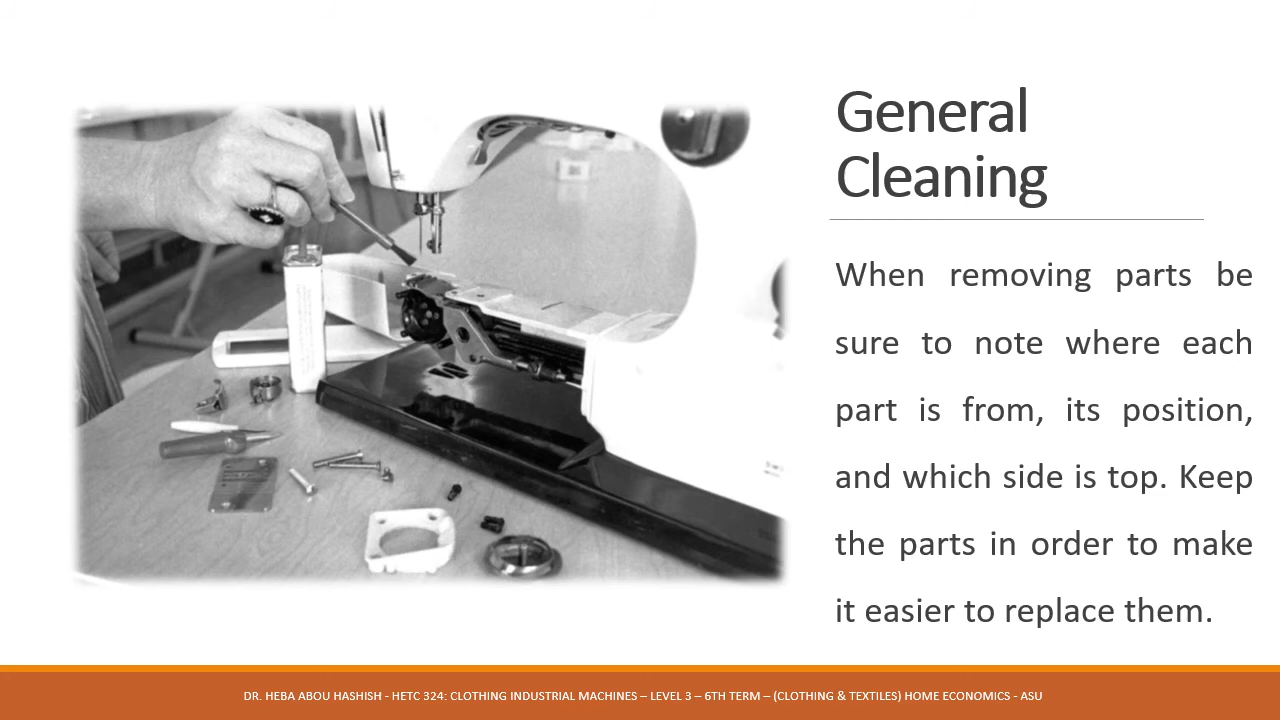 General
Cleaning
When removing parts be
sure to note where each
part is from, its position,
and which side is top. Keep
the parts in order to make
it easier to replace them.
DR. HEBA ABOU HASHISH - HETC 324: CLOTHING INDUSTRIAL MACHINES – LEVEL 3 – 6TH TERM – (CLOTHING & TEXTILES) HOME ECONOMICS - ASU